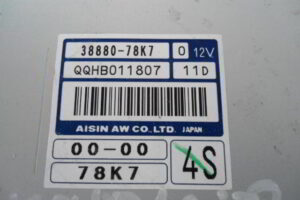 38880-78K7 0 12V
QQHB011807 11D
AISIN AW CO.,LTD. JAPAN
00-00
78K7 4S